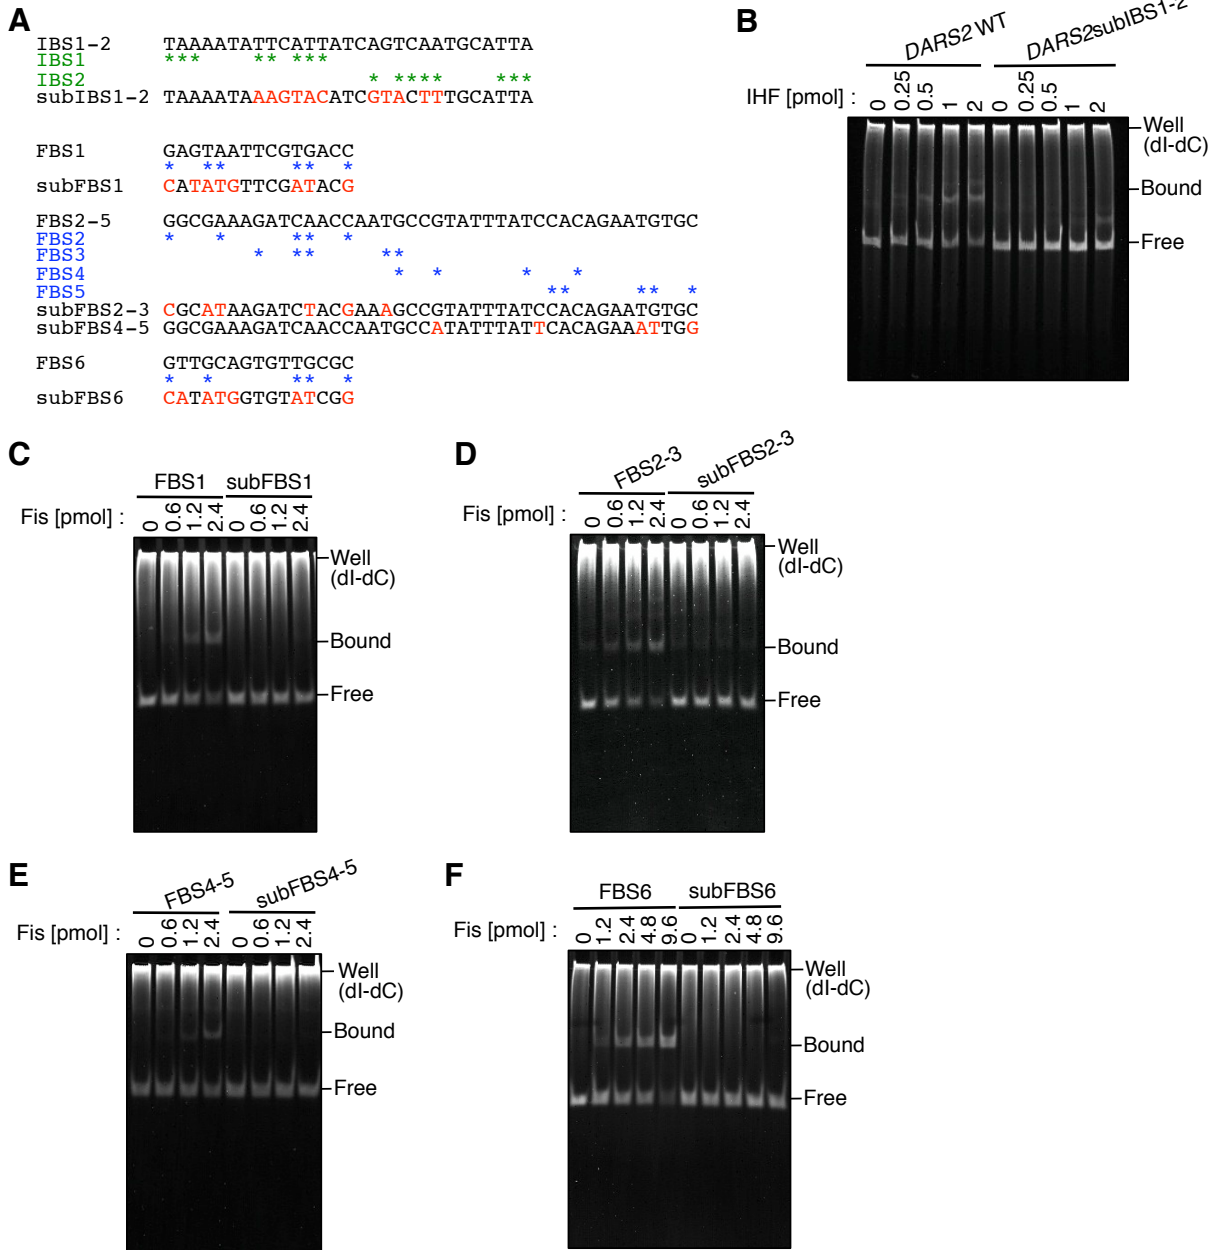 A
IBS1-2 TAAAATATTCATTATCAGTCAATGCATTA
IBS1 *** ** ***
IBS2 * **** ***
subIBS1-2 TAAAATAAAGTACATCGTACTTTGCATTA
FBS1 GAGTAATTCGTGACC
* ** ** *
subFBS1 CATATGTTCGATACG
FBS2-5 GGCGAAAGATCAACCAATGCCGTATTTATCCACAGAATGTGC
FBS2 * * ** *
FBS3 * ** **
FBS4 * * * *
FBS5 ** ** *
subFBS2-3 CGCATAAGATCTACGAAAGCCGTATTTATCCACAGAATGTGC
subFBS4-5 GGCGAAAGATCAACCAATGCCATATTTATTCACAGAAATTGG
FBS6 GTTGCAGTGTTGCGC
* * ** *
subFBS6 CATATGGTGTATCGG
B
DARS2 WT DARS2subIBS1-2
IHF [pmol] : 0 0.25 0.5 1 2 0 0.25 0.5 1 2
Well
(dI-dC)
Bound
Free
C
FBS1 subFBS1
Fis [pmol] : 0 0.6 1.2 2.4 0 0.6 1.2 2.4
Well
(dI-dC)
Bound
Free
D
FBS2-3 subFBS2-3
Fis [pmol] : 0 0.6 1.2 2.4 0 0.6 1.2 2.4
Well
(dI-dC)
Bound
Free
E
FBS4-5 subFBS4-5
Fis [pmol] : 0 0.6 1.2 2.4 0 0.6 1.2 2.4
Well
(dI-dC)
Bound
Free
F
FBS6 subFBS6
Fis [pmol] : 0 1.2 2.4 4.8 9.6 0 1.2 2.4 4.8 9.6
Well
(dI-dC)
Bound
Free